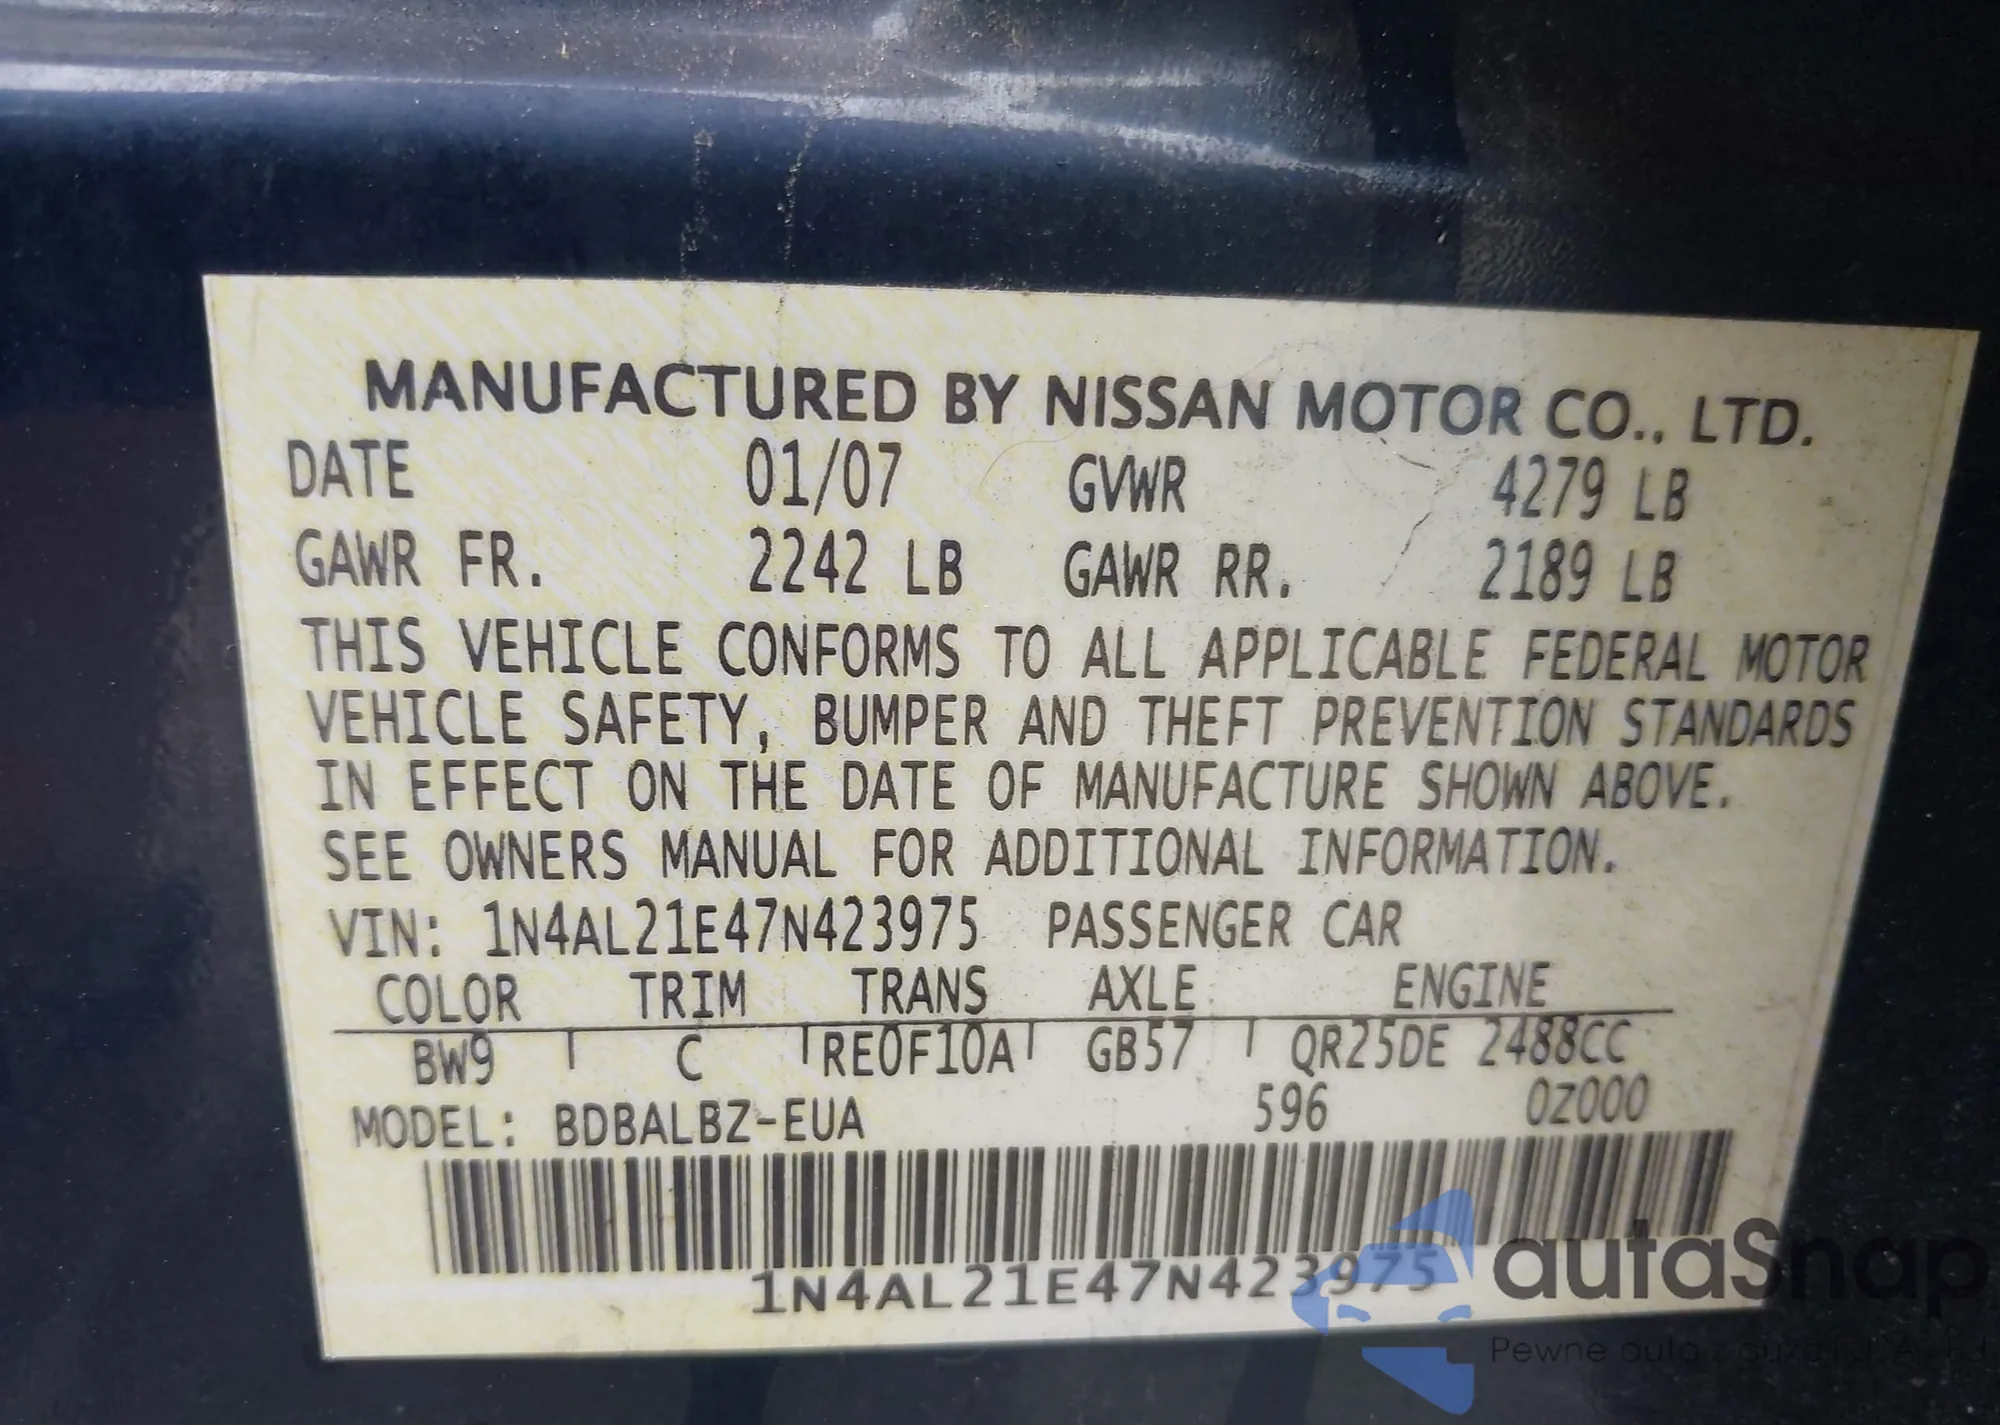 MANUFACTURED BY NISSAN MOTOR CO., LTD.
DATE 01/07 GVWR 4279 LB
GAWR FR. 2242 LB GAWR RR. 2189 LB
THIS VEHICLE CONFORMS TO ALL APPLICABLE FEDERAL MOTOR
VEHICLE SAFETY, BUMPER AND THEFT PREVENTION STANDARDS
IN EFFECT ON THE DATE OF MANUFACTURE SHOWN ABOVE.
SEE OWNERS MANUAL FOR ADDITIONAL INFORMATION.
VIN: 1N4AL21E47N423975 PASSENGER CAR
COLOR TRIM TRANS AXLE ENGINE
BW9 C RE0F10A GB57 QR25DE 2488CC
MODEL: BDBALBZ-EUA 596 0Z000
1N4AL21E47N423975
autaSnap
Pewne auta z